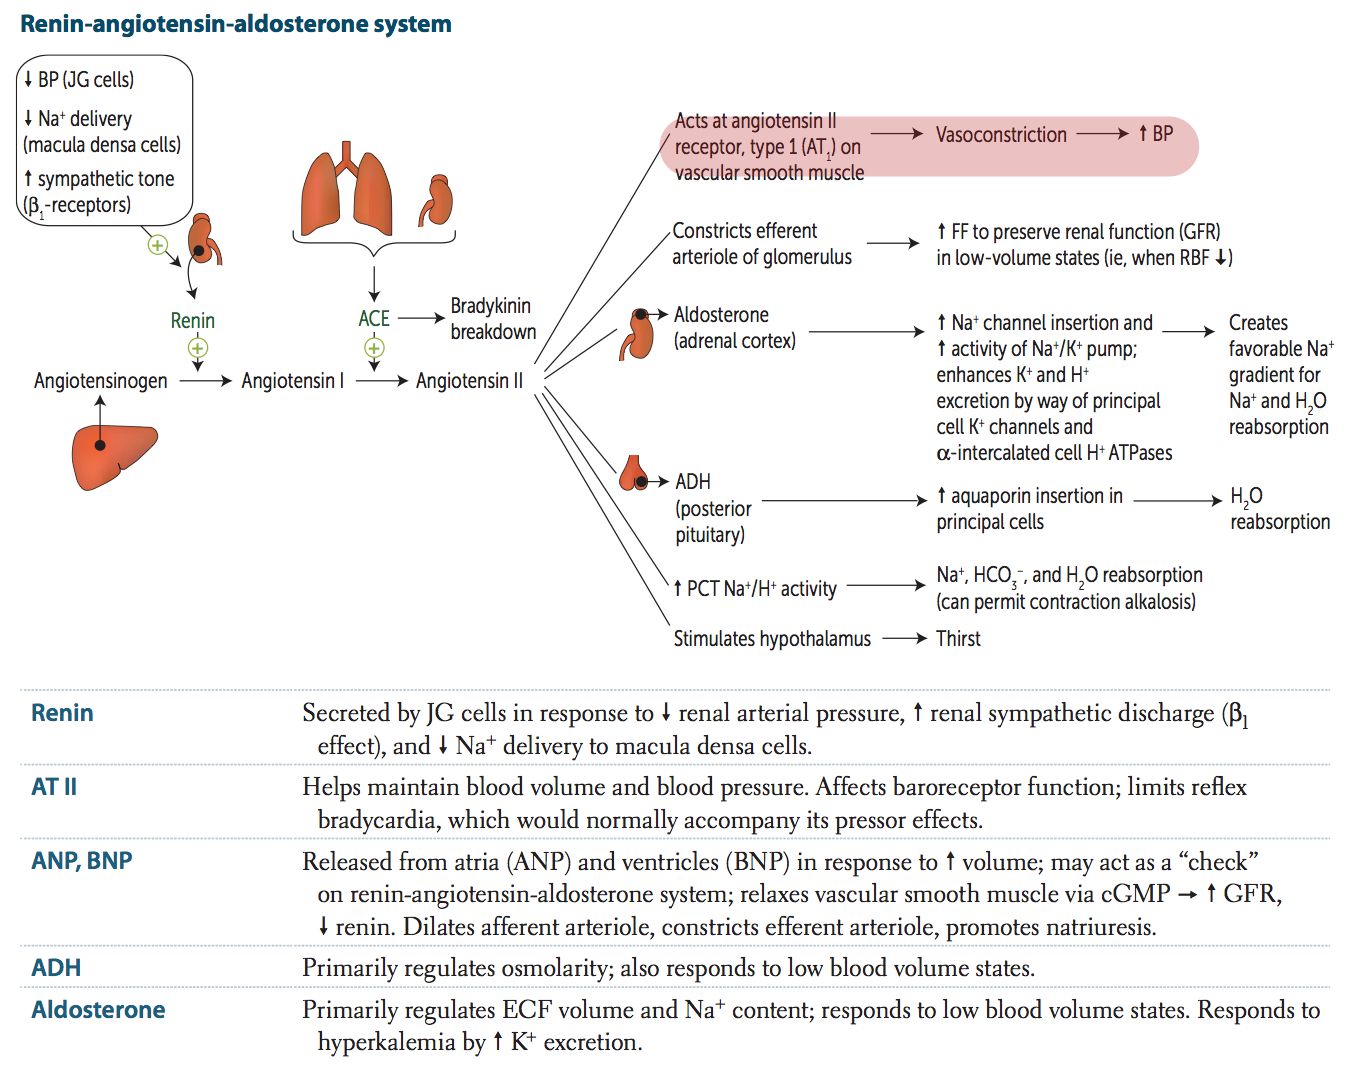 Renin-angiotensin-aldosterone system
↓ BP (JG cells)
↓ Na⁺ delivery
(macula densa cells)
↑ sympathetic tone
(β₁-receptors)
Renin
Angiotensinogen
Angiotensin I
ACE
Bradykinin
breakdown
Angiotensin II
Acts at angiotensin II
receptor, type 1 (AT₁) on
vascular smooth muscle
Vasoconstriction
↑ BP
Constricts efferent
arteriole of glomerulus
↑ FF to preserve renal function (GFR)
in low-volume states (ie, when RBF ↓)
Aldosterone
(adrenal cortex)
↑ Na⁺ channel insertion and
↑ activity of Na⁺/K⁺ pump;
enhances K⁺ and H⁺
excretion by way of principal
cell K⁺ channels and
α-intercalated cell H⁺ ATPases
Creates
favorable Na⁺
gradient for
Na⁺ and H₂O
reabsorption
ADH
(posterior
pituitary)
↑ aquaporin insertion in
principal cells
H₂O
reabsorption
↑ PCT Na⁺/H⁺ activity
Na⁺, HCO₃⁻, and H₂O reabsorption
(can permit contraction alkalosis)
Stimulates hypothalamus
Thirst
Renin
Secreted by JG cells in response to ↓ renal arterial pressure, ↑ renal sympathetic discharge (β₁
effect), and ↓ Na⁺ delivery to macula densa cells.
AT II
Helps maintain blood volume and blood pressure. Affects baroreceptor function; limits reflex
bradycardia, which would normally accompany its pressor effects.
ANP, BNP
Released from atria (ANP) and ventricles (BNP) in response to ↑ volume; may act as a “check”
on renin-angiotensin-aldosterone system; relaxes vascular smooth muscle via cGMP → ↑ GFR,
↓ renin. Dilates afferent arteriole, constricts efferent arteriole, promotes natriuresis.
ADH
Primarily regulates osmolarity; also responds to low blood volume states.
Aldosterone
Primarily regulates ECF volume and Na⁺ content; responds to low blood volume states. Responds to
hyperkalemia by ↑ K⁺ excretion.